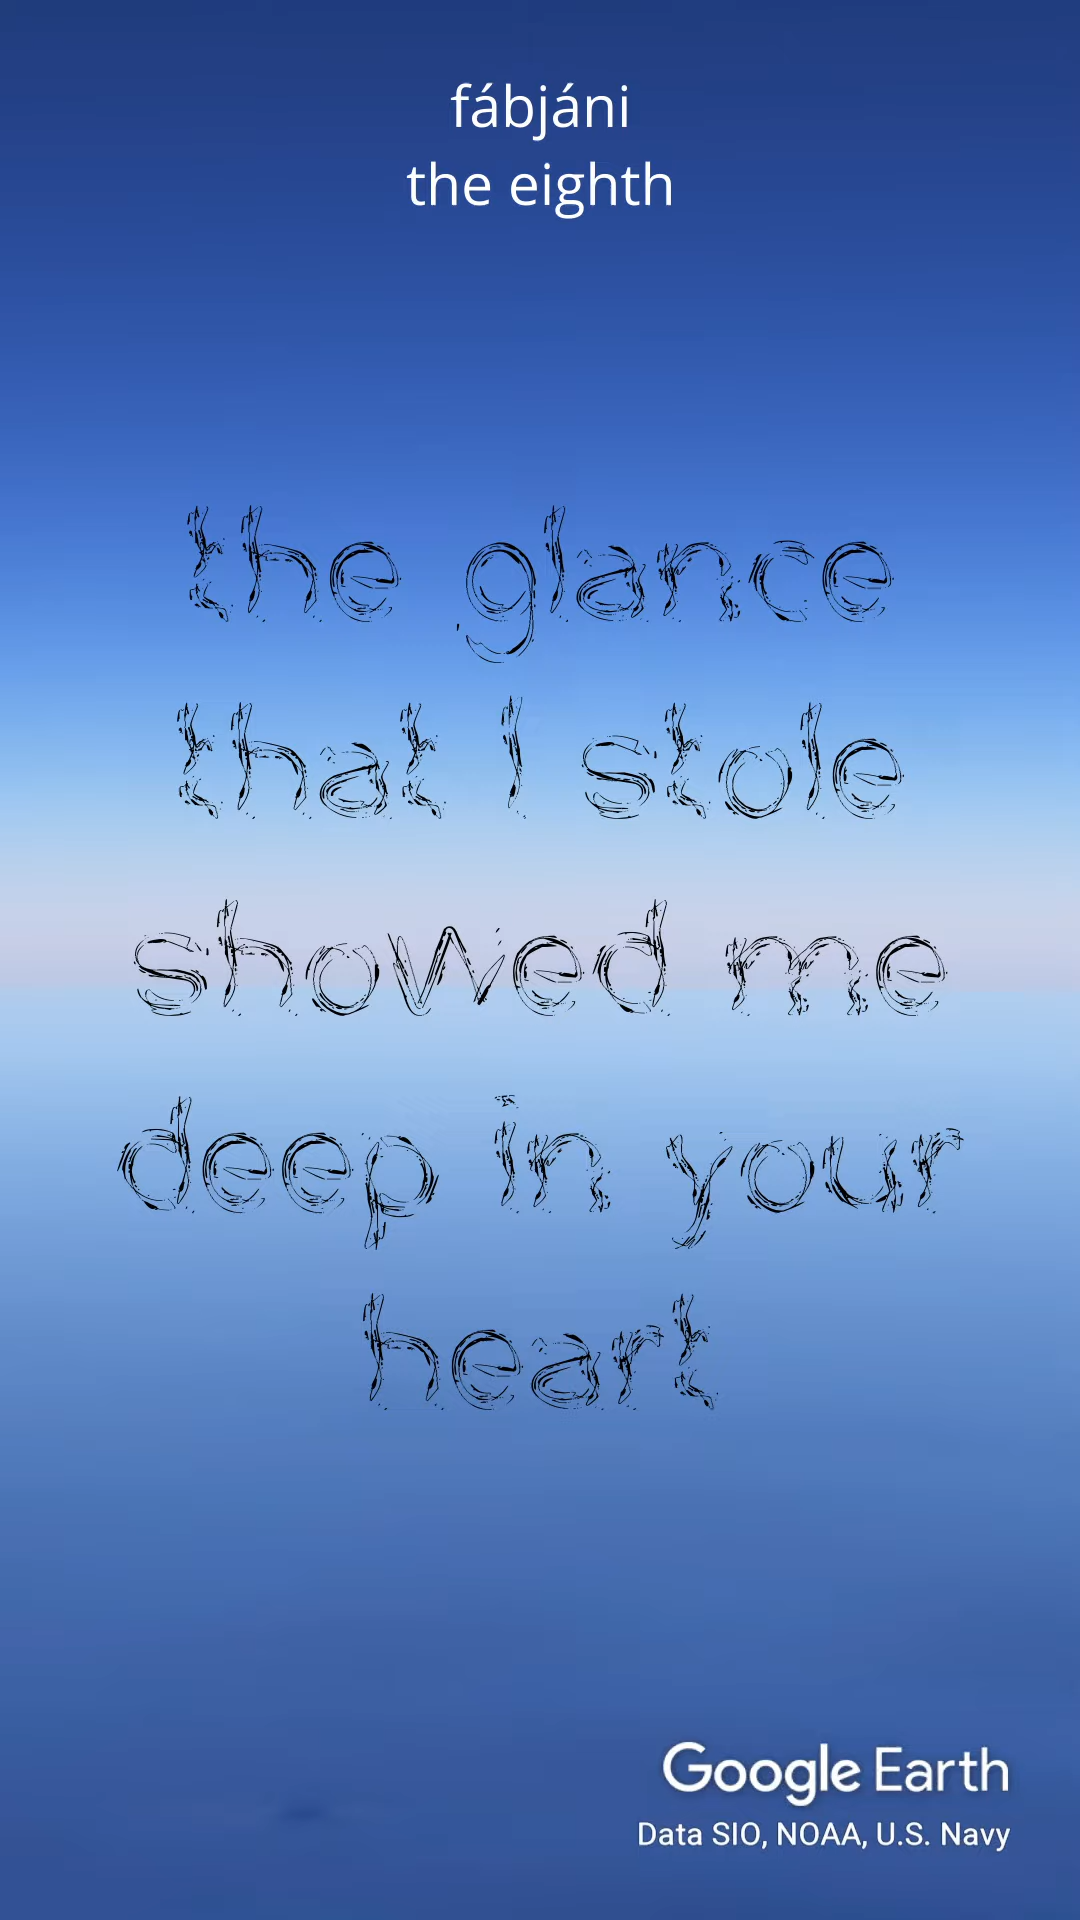 fábjáni
the eighth
the glance
that I stole
showed me
deep in your
heart
Google Earth
Data SIO, NOAA, U.S. Navy